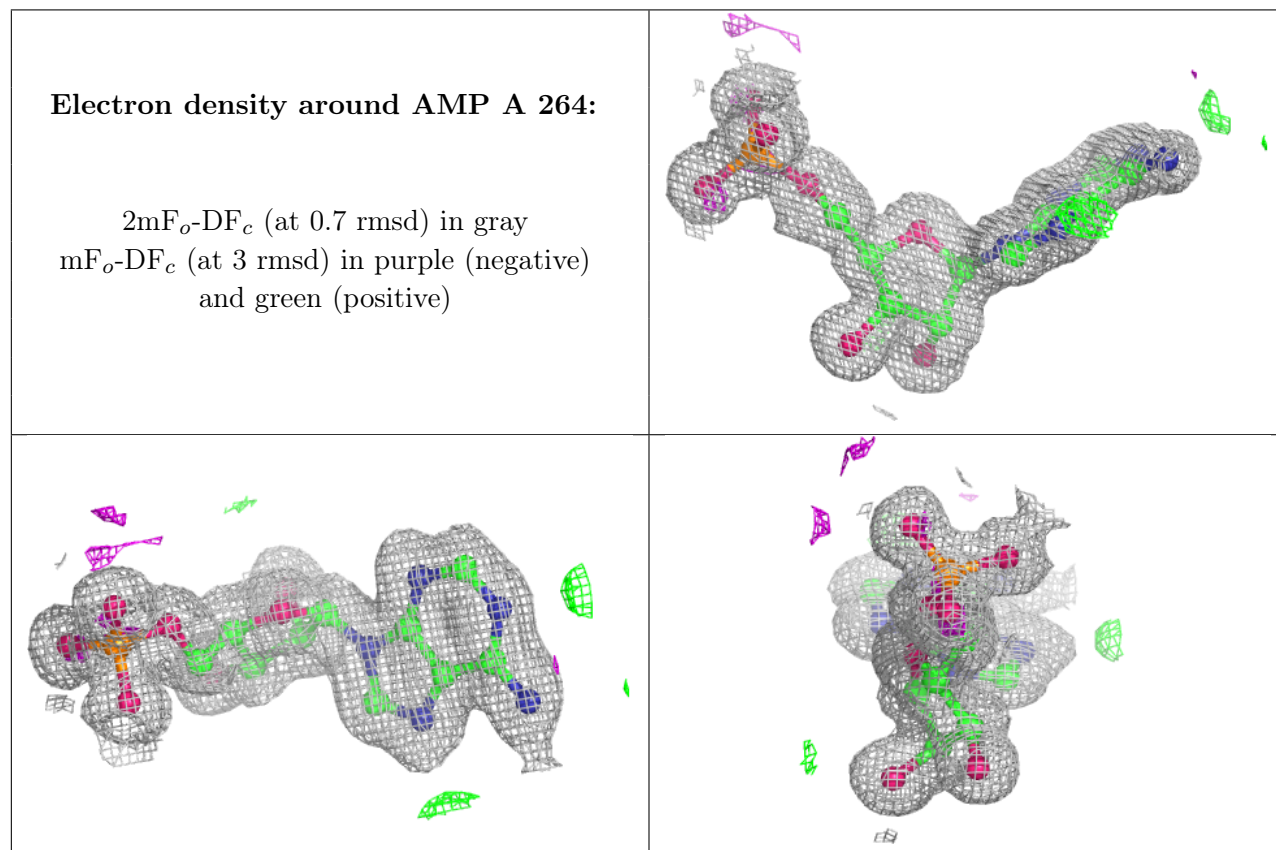 Electron density around AMP A 264:
2mFₒ-DF𝒸 (at 0.7 rmsd) in gray
mFₒ-DF𝒸 (at 3 rmsd) in purple (negative)
and green (positive)